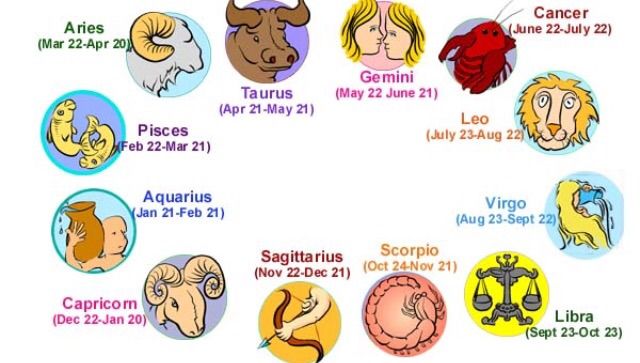 Aries
(Mar 22-Apr 20)
Taurus
(Apr 21-May 21)
Gemini
(May 22 June 21)
Cancer
(June 22-July 22)
Leo
(July 23-Aug 22)
Virgo
(Aug 23-Sept 22)
Libra
(Sept 23-Oct 23)
Scorpio
(Oct 24-Nov 21)
Sagittarius
(Nov 22-Dec 21)
Capricorn
(Dec 22-Jan 20)
Aquarius
(Jan 21-Feb 21)
Pisces
(Feb 22-Mar 21)